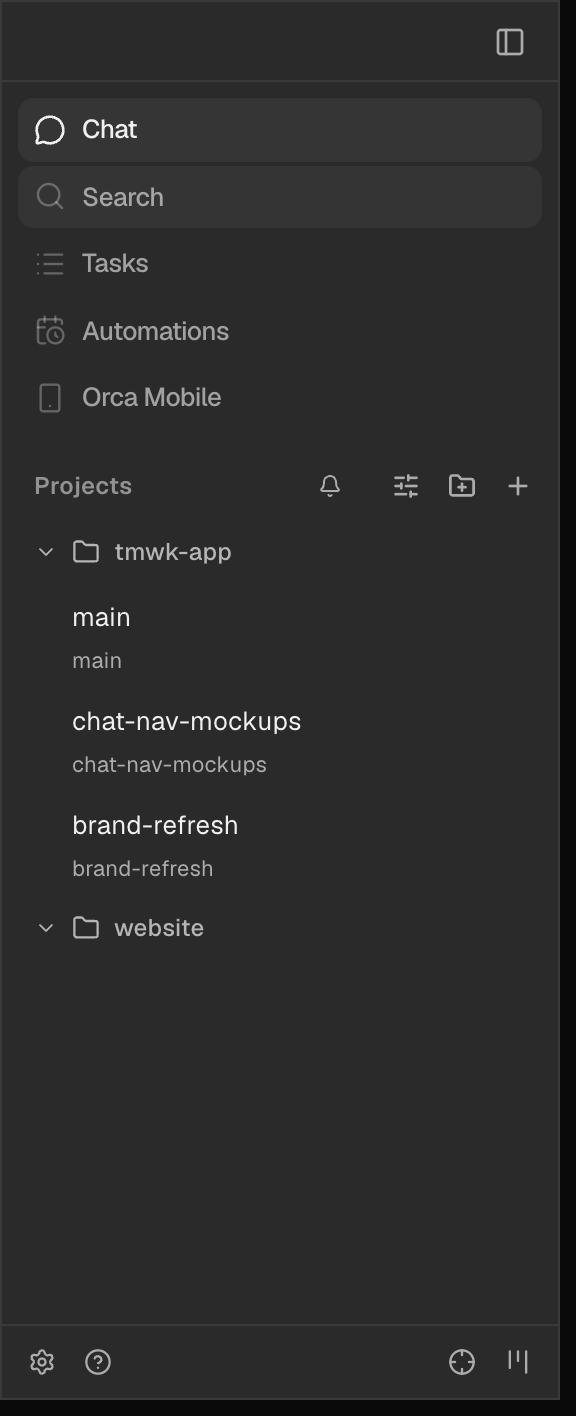 Chat
Search
Tasks
Automations
Orca Mobile
Projects
tmwk-app
main
main
chat-nav-mockups
chat-nav-mockups
brand-refresh
brand-refresh
website